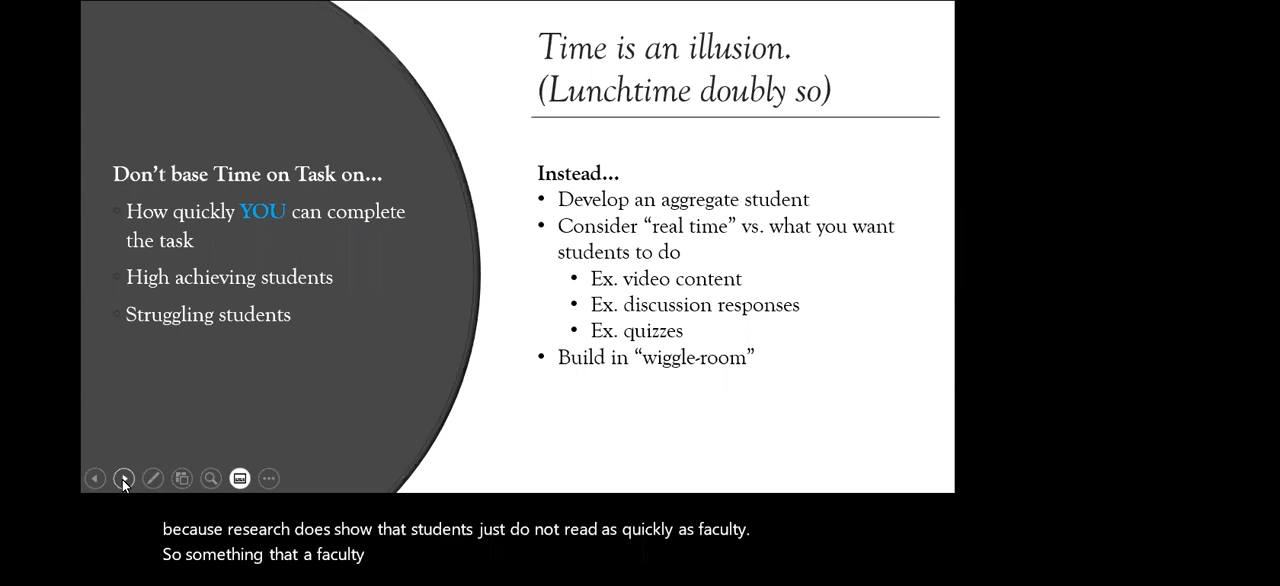 Time is an illusion.
(Lunchtime doubly so)
Don't base Time on Task on...
How quickly YOU can complete
the task
High achieving students
Struggling students
Instead...
• Develop an aggregate student
• Consider “real time” vs. what you want
students to do
• Ex. video content
• Ex. discussion responses
• Ex. quizzes
• Build in “wiggle-room”
because research does show that students just do not read as quickly as faculty.
So something that a faculty